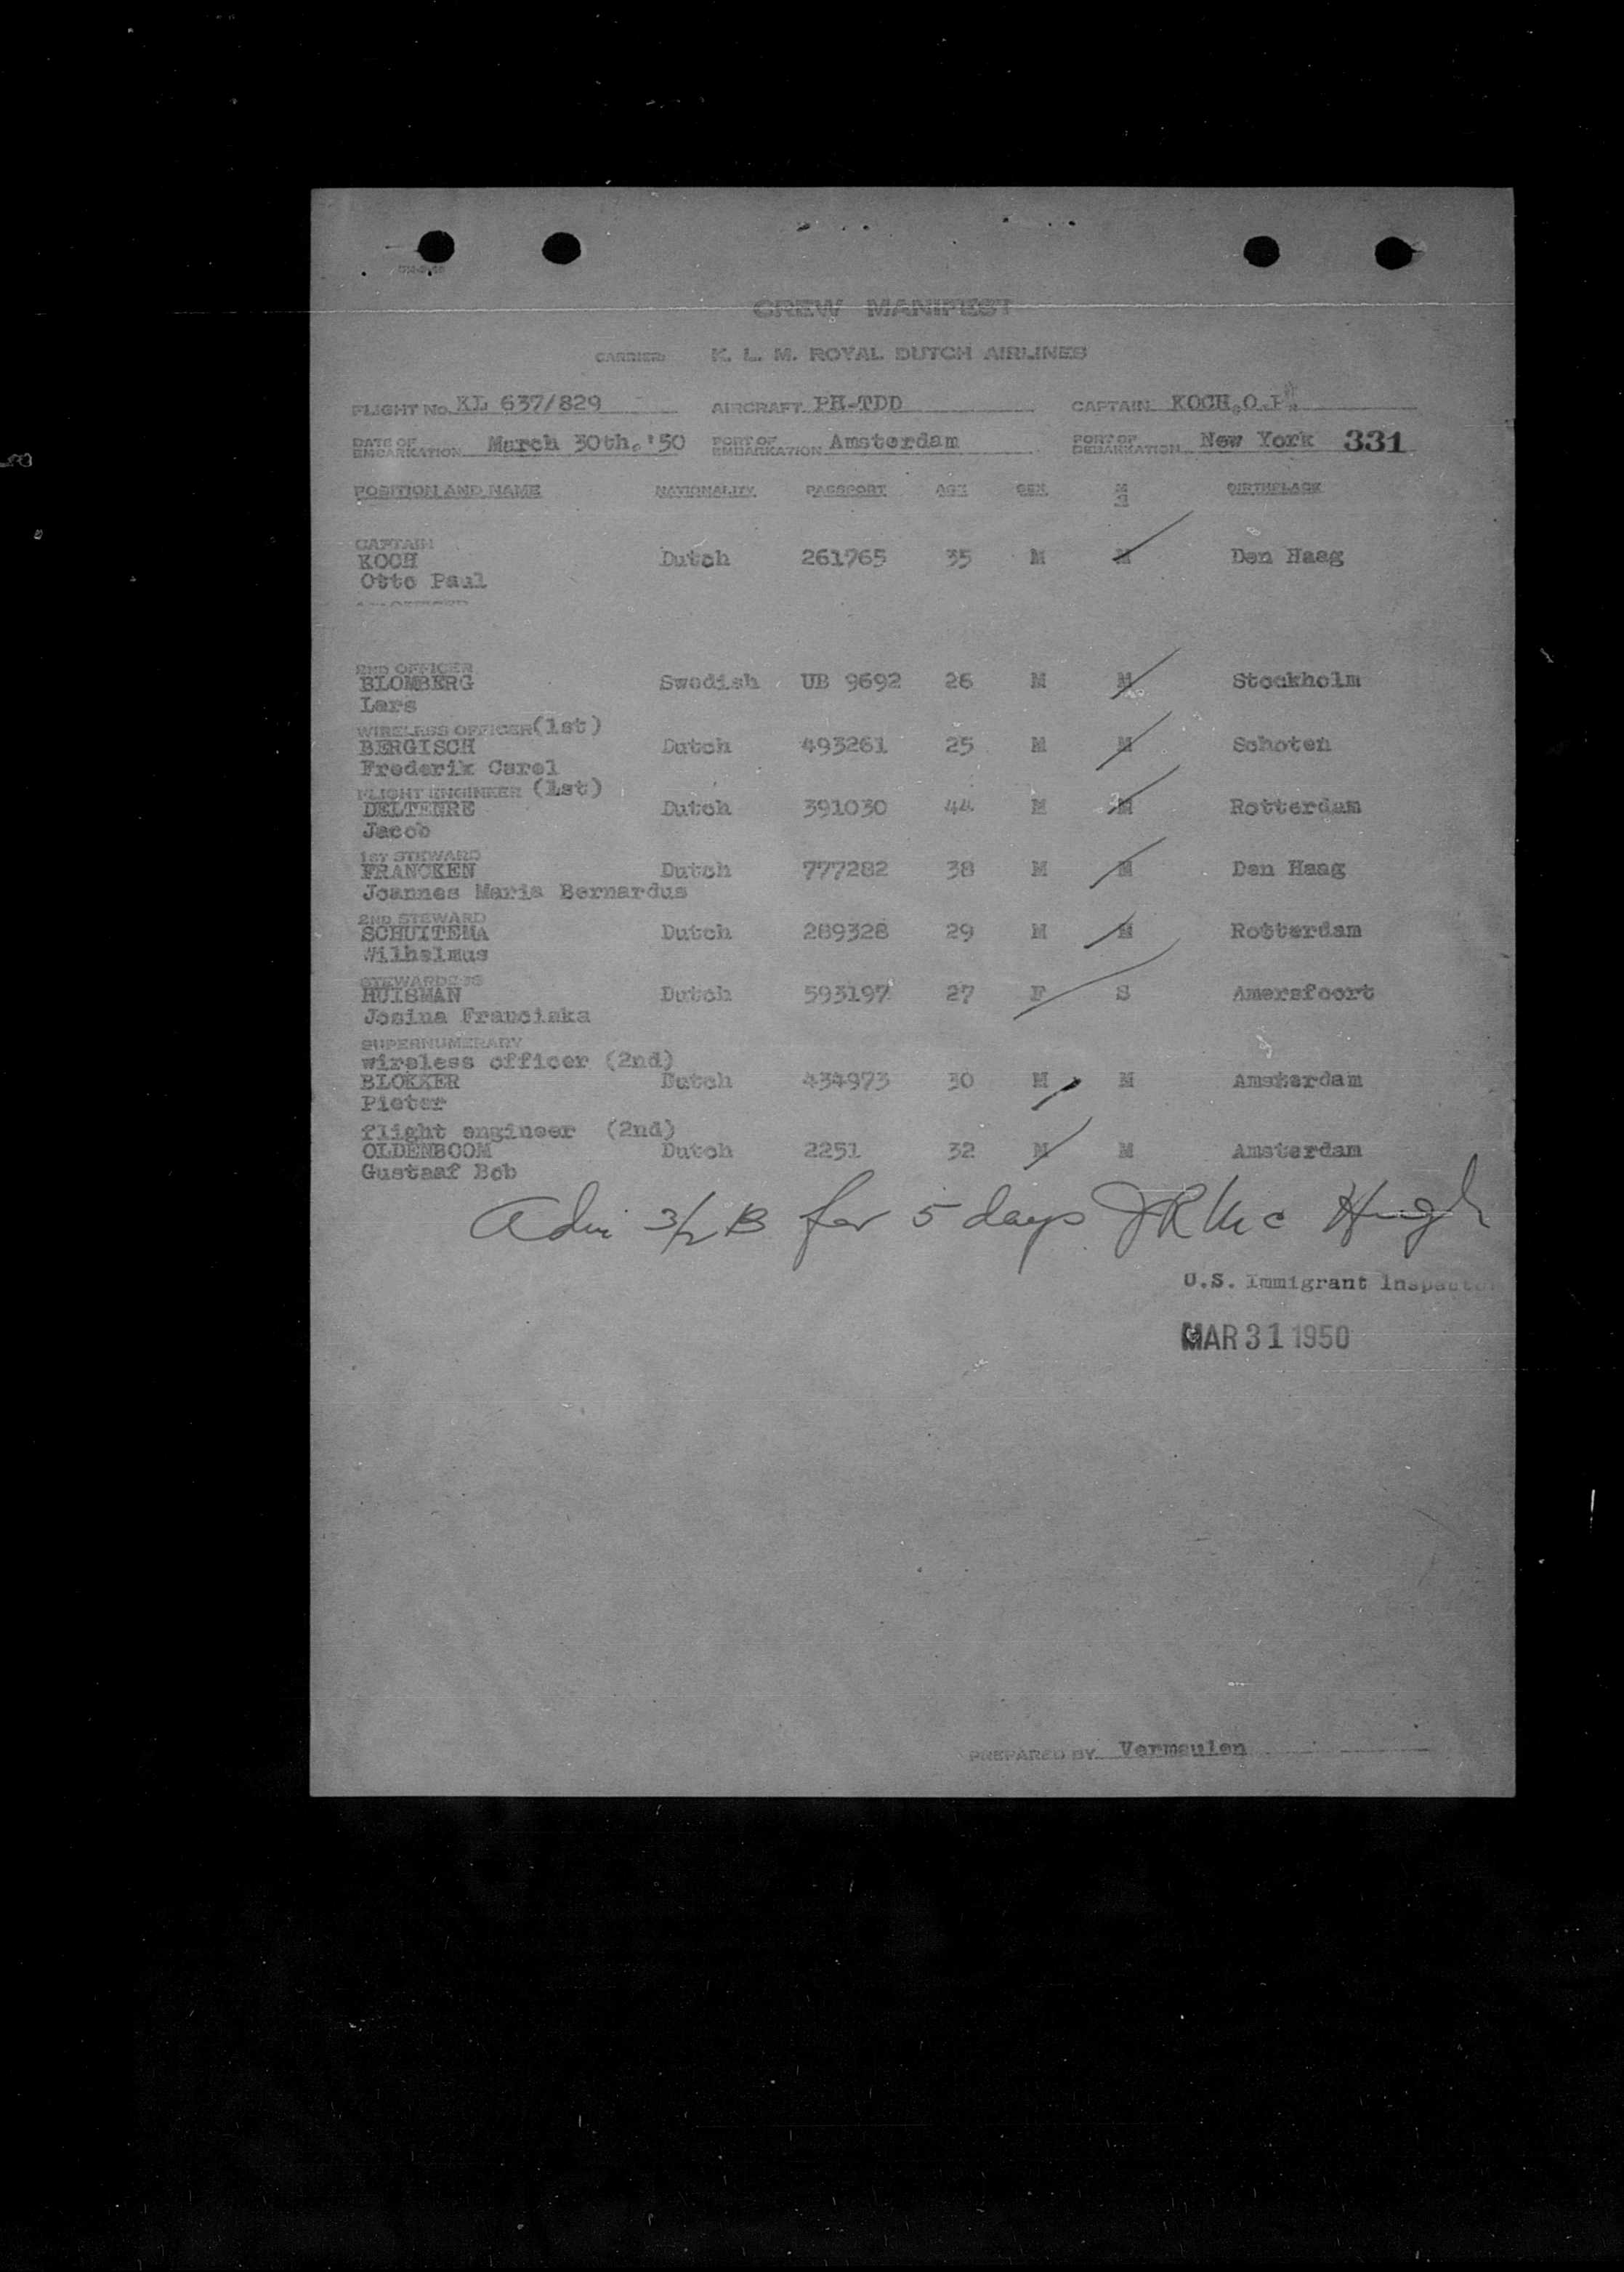 CREW MANIFEST
CARRIER: K. L. M. ROYAL DUTCH AIRLINES
FLIGHT No. KL 637/829 AIRCRAFT PH-TDD CAPTAIN KOCH,O.P.
DATE OF EMBARKATION March 30th,'50 PORT OF EMBARKATION Amsterdam PORT OF DEBARKATION New York 331
POSITION AND NAME NATIONALITY PASSPORT AGE SEX M S BIRTHPLACE
CAPTAIN
KOCH Dutch 261765 35 M M Den Haag
Otto Paul
2ND OFFICER
BLOMBERG Swedish UB 9692 26 M M Stockholm
Lars
WIRELESS OFFICER(1st)
BERGISCH Dutch 493261 25 M M Schoten
Frederik Carel
FLIGHT ENGINEER (1st)
DELTENRE Dutch 391030 44 M M Rotterdam
Jacob
1ST STEWARD
FRANCKEN Dutch 777282 38 M M Den Haag
Joannes Maria Bernardus
2ND STEWARD
SCHUITEMA Dutch 289328 29 M M Rotterdam
Wilhelmus
STEWARDESS
HUISMAN Dutch 593197 27 F S Amersfoort
Josina Franciska
SUPERNUMERARY
wireless officer (2nd)
BLOKKER Dutch 434973 30 M M Amsterdam
Pieter
flight engineer (2nd)
OLDENBOOM Dutch 2251 32 M M Amsterdam
Gustaaf Bob
Adm 3/2 B for 5 days JR Mc Hugh
U.S. Immigrant Inspector
MAR 31 1950
PREPARED BY Vermeulen